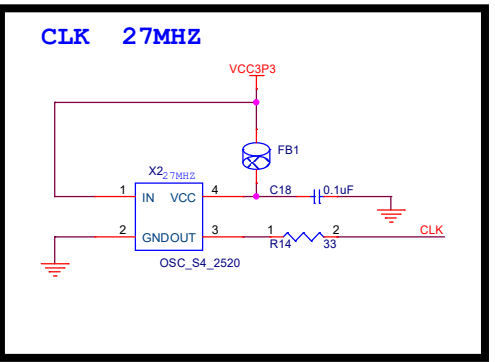 CLK 27MHZ
VCC3P3
FB1
X2 27MHZ
C18 0.1uF
1 IN VCC 4
2 GNDOUT 3
1 2 CLK
R14 33
OSC_S4_2520